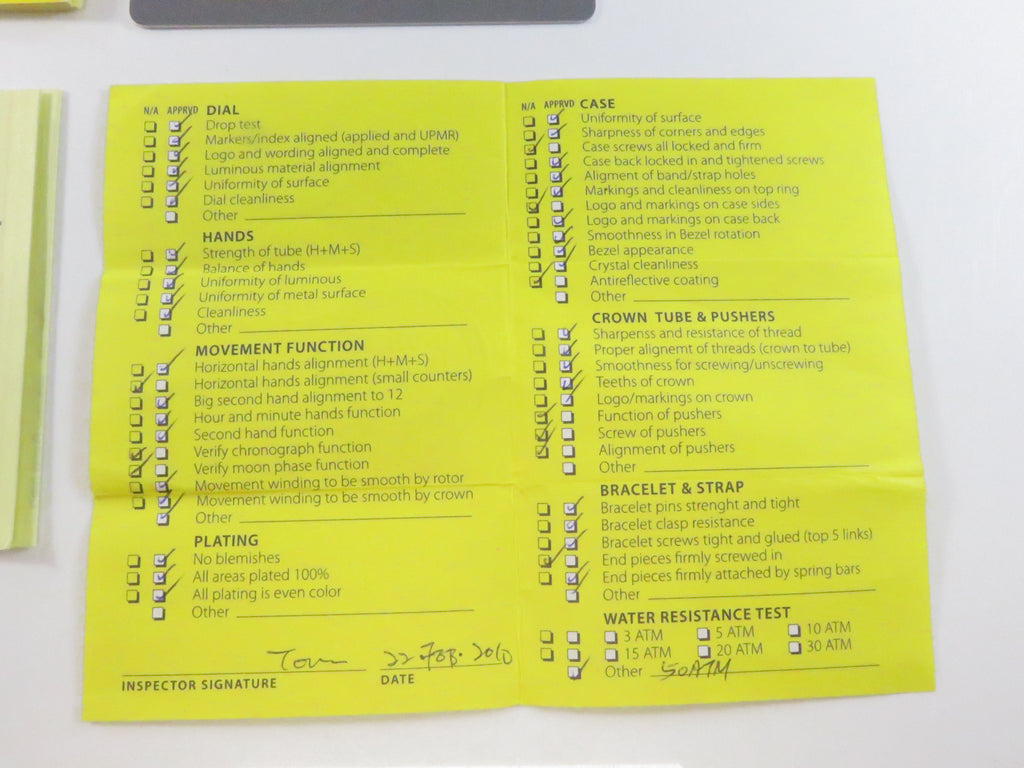 N/A APPRVD DIAL
Drop test
Markers/index aligned (applied and UPMR)
Logo and wording aligned and complete
Luminous material alignment
Uniformity of surface
Dial cleanliness
Other
HANDS
Strength of tube (H+M+S)
Balance of hands
Uniformity of luminous
Uniformity of metal surface
Cleanliness
Other
MOVEMENT FUNCTION
Horizontal hands alignment (H+M+S)
Horizontal hands alignment (small counters)
Big second hand alignment to 12
Hour and minute hands function
Second hand function
Verify chronograph function
Verify moon phase function
Movement winding to be smooth by rotor
Movement winding to be smooth by crown
Other
PLATING
No blemishes
All areas plated 100%
All plating is even color
Other
22 FEB. 2010
INSPECTOR SIGNATURE DATE
N/A APPRVD CASE
Uniformity of surface
Sharpness of corners and edges
Case screws all locked and firm
Case back locked in and tightened screws
Aligment of band/strap holes
Markings and cleanliness on top ring
Logo and markings on case sides
Logo and markings on case back
Smoothness in Bezel rotation
Bezel appearance
Crystal cleanliness
Antireflective coating
Other
CROWN TUBE & PUSHERS
Sharpenss and resistance of thread
Proper alignemt of threads (crown to tube)
Smoothness for screwing/unscrewing
Teeths of crown
Logo/markings on crown
Function of pushers
Screw of pushers
Alignment of pushers
Other
BRACELET & STRAP
Bracelet pins strenght and tight
Bracelet clasp resistance
Bracelet screws tight and glued (top 5 links)
End pieces firmly screwed in
End pieces firmly attached by spring bars
Other
WATER RESISTANCE TEST
3 ATM 5 ATM 10 ATM
15 ATM 20 ATM 30 ATM
Other 50ATM